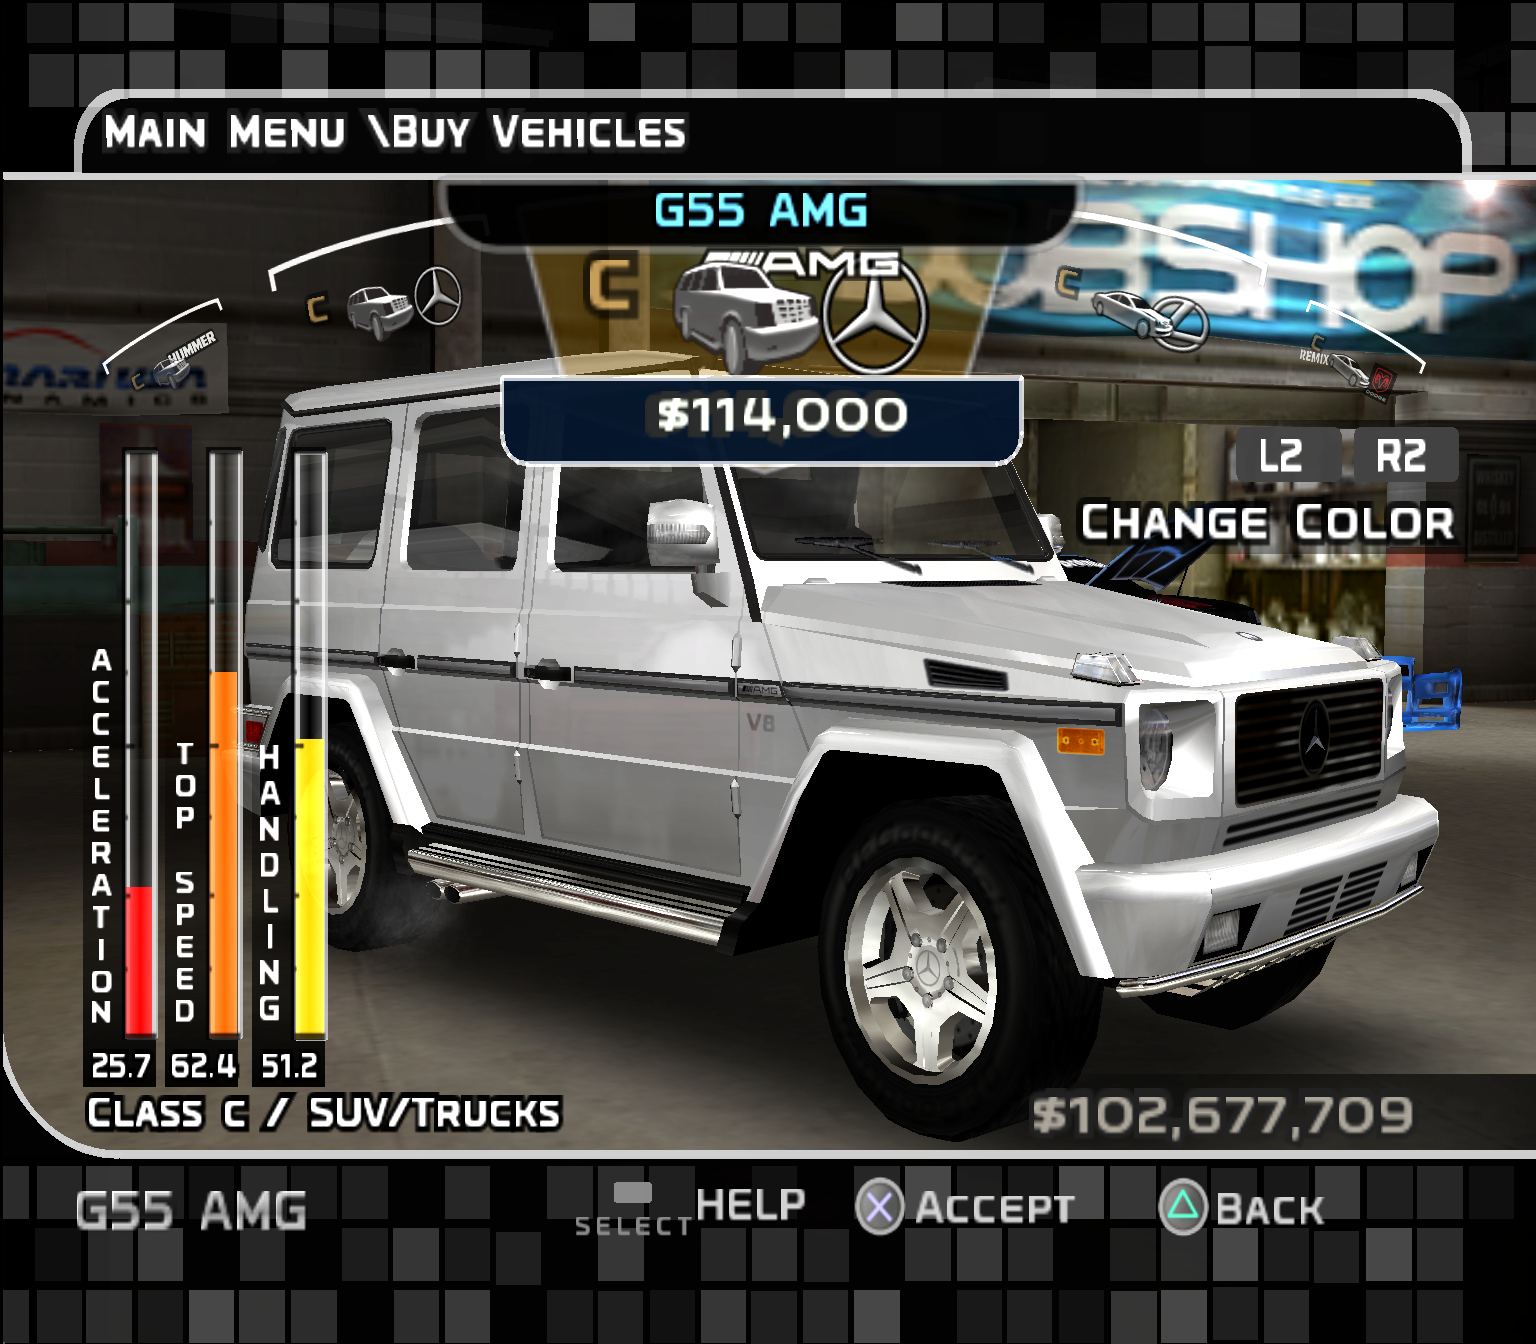 MAIN MENU \BUY VEHICLES
G55 AMG
AMG
C
C
C
C
HUMMER
C
REMIX
DODGE
$114,000
L2 R2
CHANGE COLOR
AMG
V8
ACCELERATION
TOP SPEED
HANDLING
25.7 62.4 51.2
CLASS C / SUV/TRUCKS
$102,677,709
G55 AMG
SELECT HELP
ACCEPT
BACK